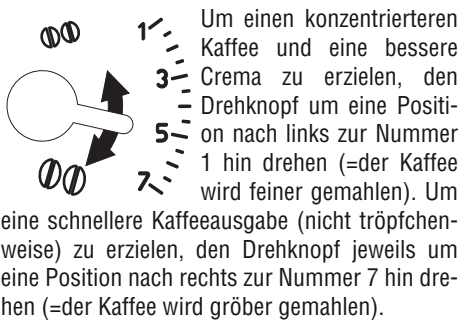 1
3
5
7
Um einen konzentrierteren
Kaffee und eine bessere
Crema zu erzielen, den
Drehknopf um eine Positi-
on nach links zur Nummer
1 hin drehen (=der Kaffee
wird feiner gemahlen). Um
eine schnellere Kaffeeausgabe (nicht tröpfchen-
weise) zu erzielen, den Drehknopf jeweils um
eine Position nach rechts zur Nummer 7 hin dre-
hen (=der Kaffee wird gröber gemahlen).